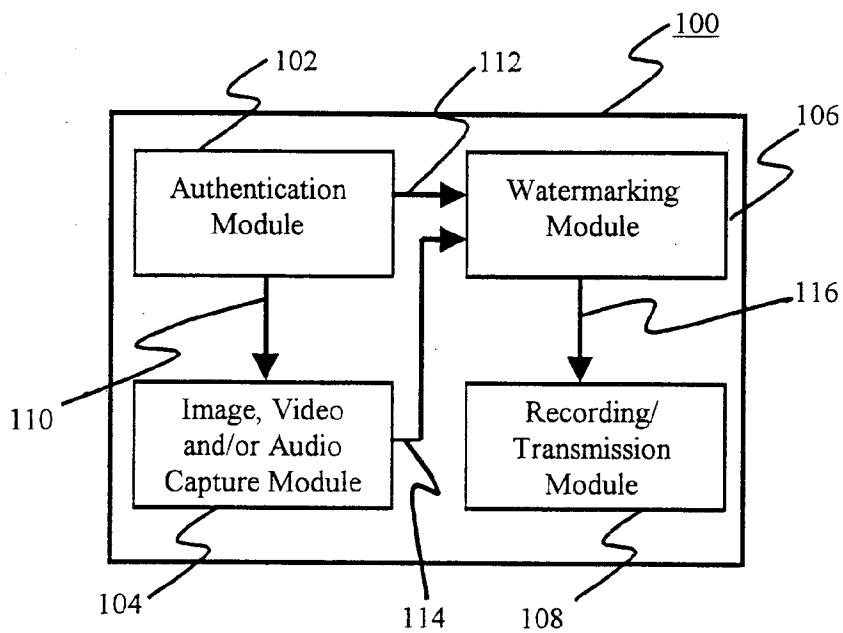 100
102
112
106
Authentication
Module
Watermarking
Module
116
110
Image, Video
and/or Audio
Capture Module
Recording/
Transmission
Module
104
114
108